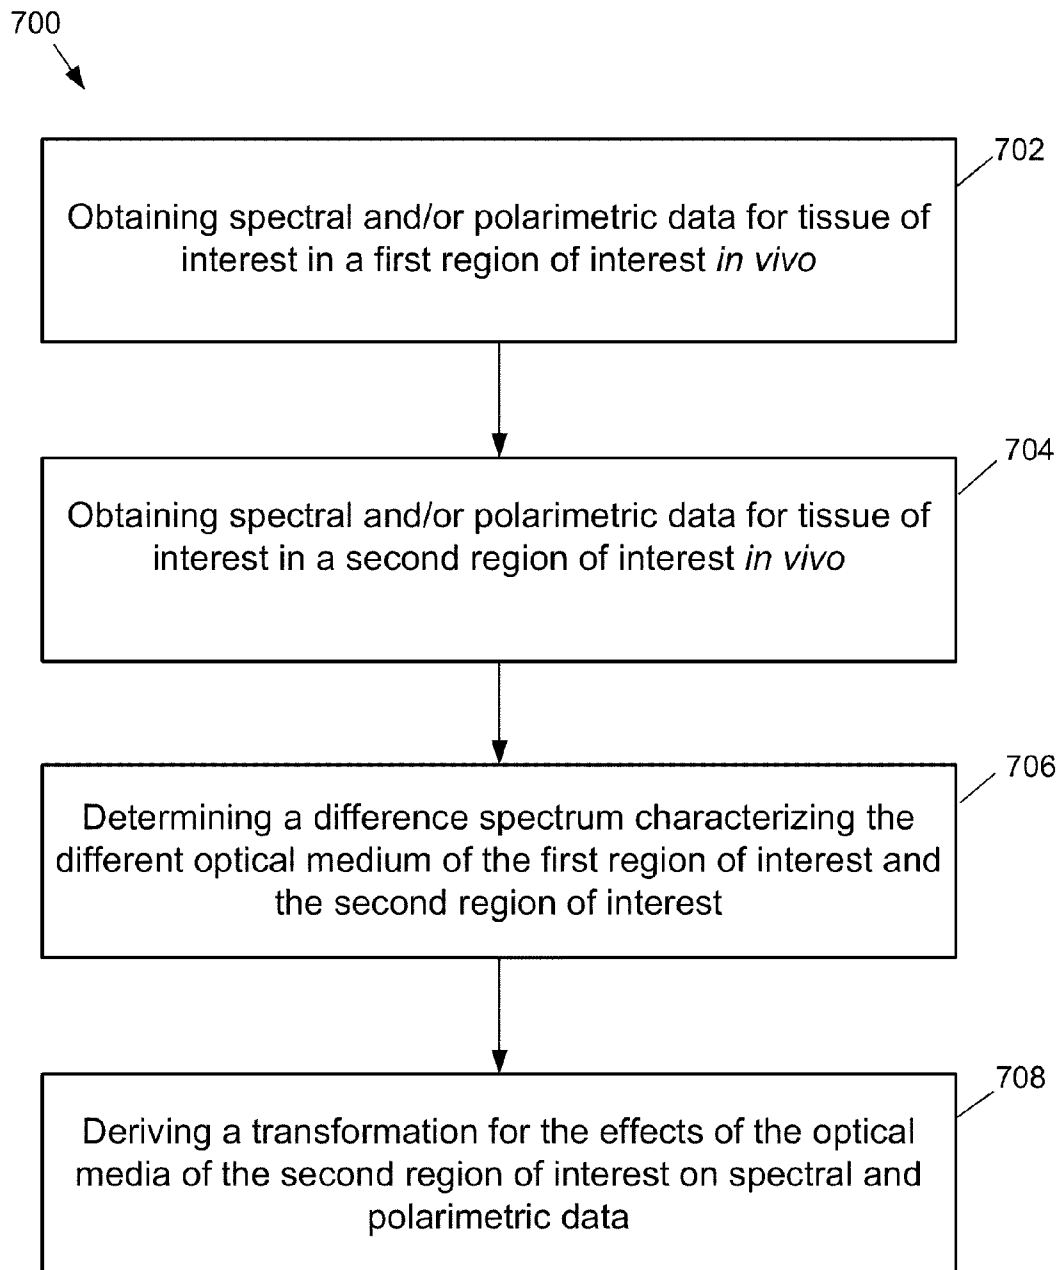 700
702
Obtaining spectral and/or polarimetric data for tissue of
interest in a first region of interest in vivo
704
Obtaining spectral and/or polarimetric data for tissue of
interest in a second region of interest in vivo
706
Determining a difference spectrum characterizing the
different optical medium of the first region of interest and
the second region of interest
708
Deriving a transformation for the effects of the optical
media of the second region of interest on spectral and
polarimetric data